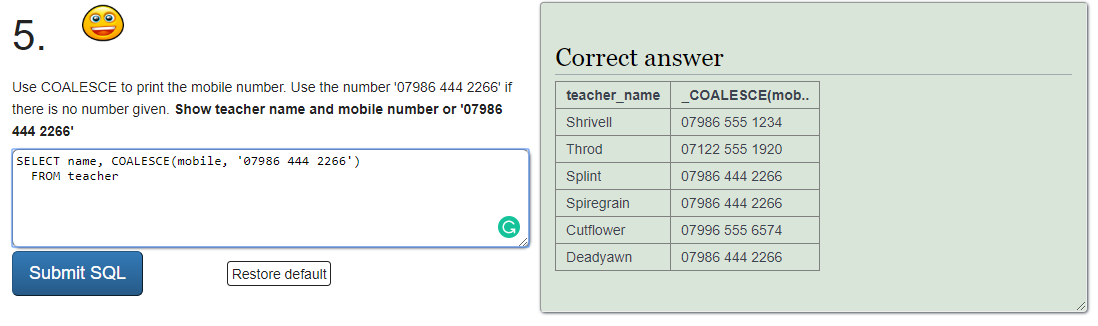 5.
Use COALESCE to print the mobile number. Use the number '07986 444 2266' if
there is no number given. Show teacher name and mobile number or '07986
444 2266'
SELECT name, COALESCE(mobile, '07986 444 2266')
FROM teacher
Submit SQL
Restore default
Correct answer
teacher_name _COALESCE(mob..
Shrivell 07986 555 1234
Throd 07122 555 1920
Splint 07986 444 2266
Spiregrain 07986 444 2266
Cutflower 07996 555 6574
Deadyawn 07986 444 2266